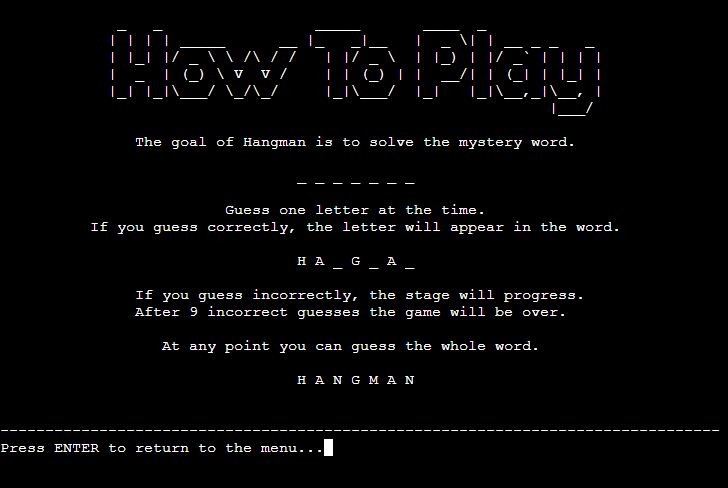 How To Play
The goal of Hangman is to solve the mystery word.
_ _ _ _ _ _ _
Guess one letter at the time.
If you guess correctly, the letter will appear in the word.
H A _ G _ A _
If you guess incorrectly, the stage will progress.
After 9 incorrect guesses the game will be over.
At any point you can guess the whole word.
H A N G M A N
--------------------------------------------------------------------------------
Press ENTER to return to the menu...